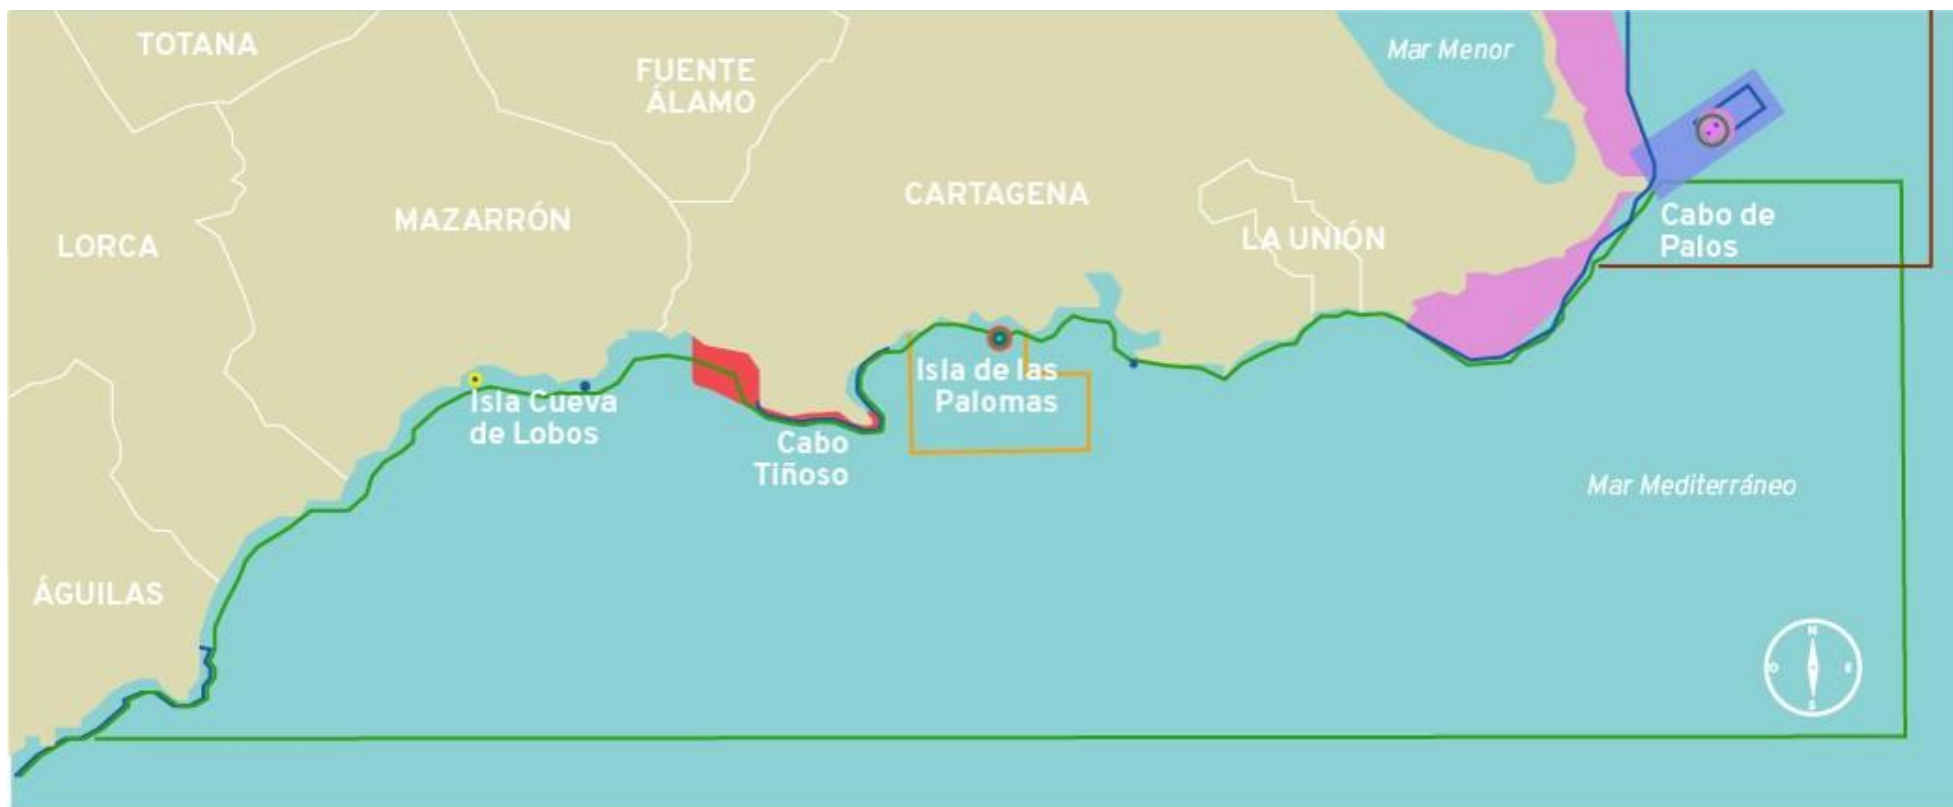 TOTANA
FUENTE
ÁLAMO
Mar Menor
MAZARRÓN
LORCA
CARTAGENA
LA UNIÓN
Cabo de
Palos
Isla Cueva
de Lobos
Isla de las
Palomas
Cabo
Tiñoso
Mar Mediterráneo
ÁGUILAS
N
O
E
S